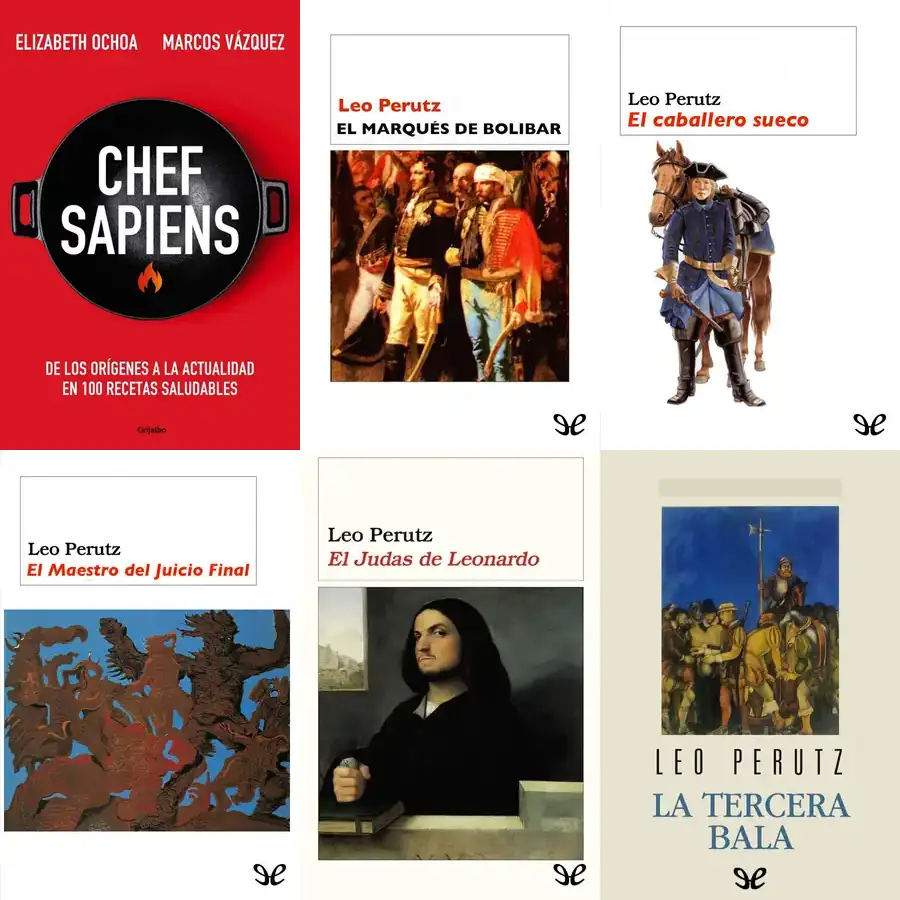 ELIZABETH OCHOA MARCOS VÁZQUEZ
CHEF
SAPIENS
DE LOS ORÍGENES A LA ACTUALIDAD
EN 100 RECETAS SALUDABLES
Grijalbo
Leo Perutz
EL MARQUÉS DE BOLIBAR
Leo Perutz
El caballero sueco
Leo Perutz
El Maestro del Juicio Final
Leo Perutz
El Judas de Leonardo
LEO PERUTZ
LA TERCERA
BALA